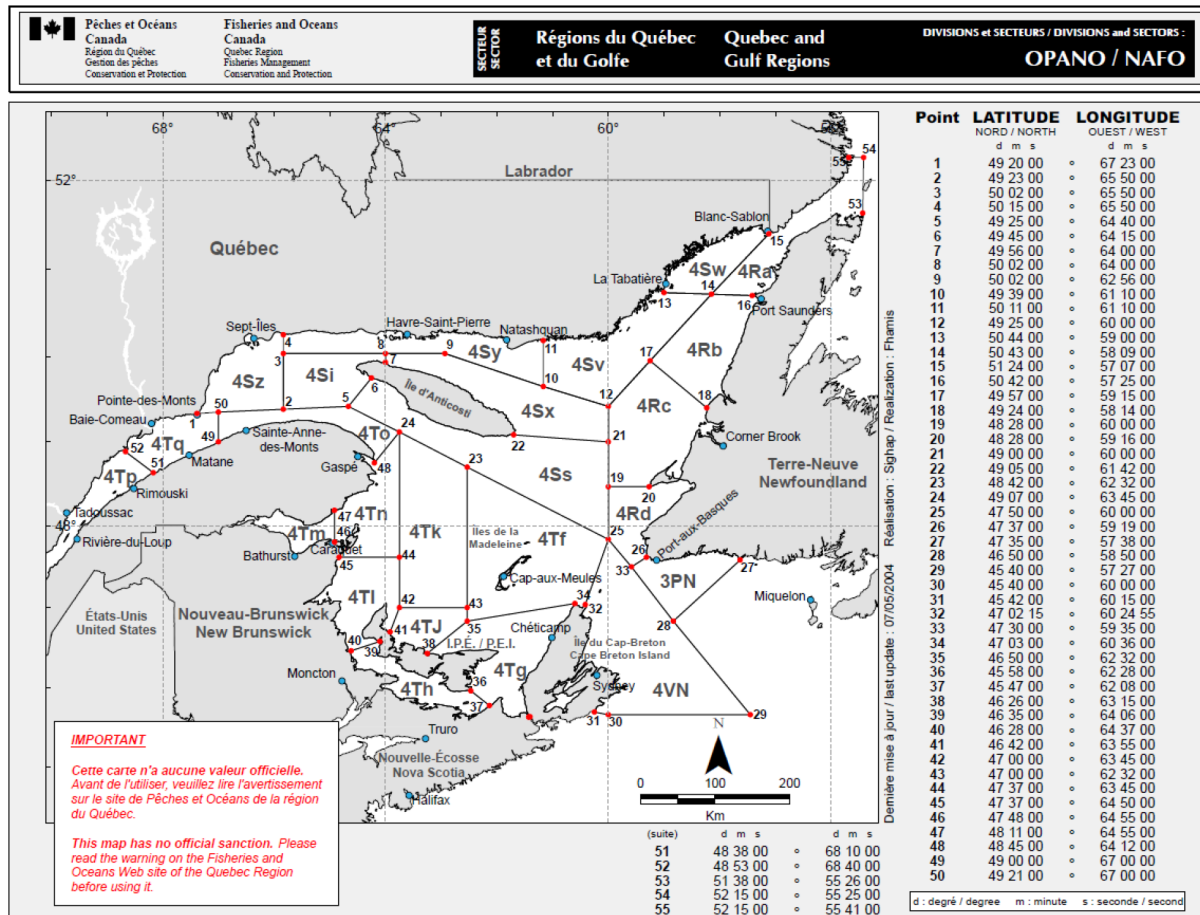 Pêches et Océans
Canada
Région du Québec
Gestion des pêches
Conservation et Protection
Fisheries and Oceans
Canada
Quebec Region
Fisheries Management
Conservation and Protection
SECTEUR
SECTOR
Régions du Québec
et du Golfe
Quebec and
Gulf Regions
DIVISIONS et SECTEURS / DIVISIONS and SECTORS :
OPANO / NAFO
68° 64° 60°
52°
48°
Labrador
Québec
Blanc-Sablon
La Tabatière
Port Saunders
Havre-Saint-Pierre
Natashquan
Sept-Îles
Pointe-des-Monts
Baie-Comeau
Île d'Anticosti
Sainte-Anne-
des-Monts
Matane
Gaspé
Rimouski
Tadoussac
Rivière-du-Loup
Bathurst
Caraquet
Corner Brook
Terre-Neuve
Newfoundland
Port-aux-Basques
Îles de la
Madeleine
Cap-aux-Meules
Miquelon
États-Unis
United States
Nouveau-Brunswick
New Brunswick
Moncton
I.P.É. / P.E.I.
Chéticamp
Île du Cap-Breton
Cape Breton Island
Sydney
Truro
Nouvelle-Écosse
Nova Scotia
Halifax
4Sw
4Ra
4Rb
4Sy
4Sv
4Sz
4Si
4Sx
4Rc
4Tq
4To
4Ss
4Tp
4Rd
4Tn
4Tm
4Tk
4Tf
3PN
4Tl
4TJ
4Tg
4Th
4VN
N
0 100 200
Km
IMPORTANT
Cette carte n'a aucune valeur officielle.
Avant de l'utiliser, veuillez lire l'avertissement
sur le site de Pêches et Océans de la région
du Québec.
This map has no official sanction. Please
read the warning on the Fisheries and
Oceans Web site of the Quebec Region
before using it.
Dernière mise à jour / last update : 07/05/2004 Réalisation : Sighap / Realization : Fhamis
Point LATITUDE LONGITUDE
NORD / NORTH OUEST / WEST
d m s d m s
1 49 20 00 ° 67 23 00
2 49 23 00 ° 65 50 00
3 50 02 00 ° 65 50 00
4 50 15 00 ° 65 50 00
5 49 25 00 ° 64 40 00
6 49 45 00 ° 64 15 00
7 49 56 00 ° 64 00 00
8 50 02 00 ° 64 00 00
9 50 02 00 ° 62 56 00
10 49 39 00 ° 61 10 00
11 50 11 00 ° 61 10 00
12 49 25 00 ° 60 00 00
13 50 44 00 ° 59 00 00
14 50 43 00 ° 58 09 00
15 51 24 00 ° 57 07 00
16 50 42 00 ° 57 25 00
17 49 57 00 ° 59 15 00
18 49 24 00 ° 58 14 00
19 48 28 00 ° 60 00 00
20 48 28 00 ° 59 16 00
21 49 00 00 ° 60 00 00
22 49 05 00 ° 61 42 00
23 48 42 00 ° 62 32 00
24 49 07 00 ° 63 45 00
25 47 50 00 ° 60 00 00
26 47 37 00 ° 59 19 00
27 47 35 00 ° 57 38 00
28 46 50 00 ° 58 50 00
29 45 40 00 ° 57 27 00
30 45 40 00 ° 60 00 00
31 45 42 00 ° 60 15 00
32 47 02 15 ° 60 24 55
33 47 30 00 ° 59 35 00
34 47 03 00 ° 60 36 00
35 46 50 00 ° 62 32 00
36 45 58 00 ° 62 28 00
37 45 47 00 ° 62 08 00
38 46 26 00 ° 63 15 00
39 46 35 00 ° 64 06 00
40 46 28 00 ° 64 37 00
41 46 42 00 ° 63 55 00
42 47 00 00 ° 63 45 00
43 47 00 00 ° 62 32 00
44 47 37 00 ° 63 45 00
45 47 37 00 ° 64 50 00
46 47 48 00 ° 64 55 00
47 48 11 00 ° 64 55 00
48 48 45 00 ° 64 12 00
49 49 00 00 ° 67 00 00
50 49 21 00 ° 67 00 00
(suite) d m s d m s
51 48 38 00 ° 68 10 00
52 48 53 00 ° 68 40 00
53 51 38 00 ° 55 26 00
54 52 15 00 ° 55 25 00
55 52 15 00 ° 55 41 00
d : degré / degree m : minute s : seconde / second